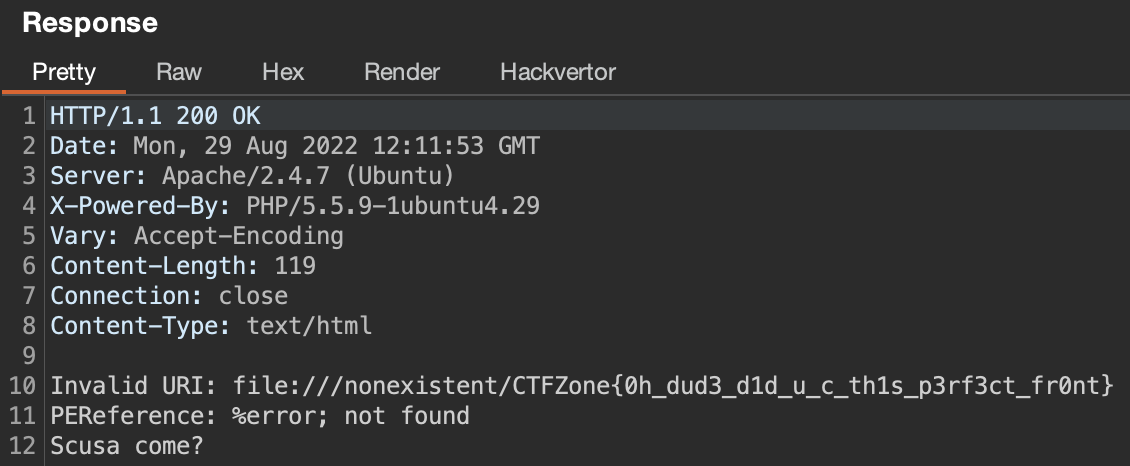 Response
Pretty Raw Hex Render Hackvertor
1 HTTP/1.1 200 OK
2 Date: Mon, 29 Aug 2022 12:11:53 GMT
3 Server: Apache/2.4.7 (Ubuntu)
4 X-Powered-By: PHP/5.5.9-1ubuntu4.29
5 Vary: Accept-Encoding
6 Content-Length: 119
7 Connection: close
8 Content-Type: text/html
9
10 Invalid URI: file:///nonexistent/CTFZone{0h_dud3_d1d_u_c_th1s_p3rf3ct_fr0nt}
11 PEReference: %error; not found
12 Scusa come?